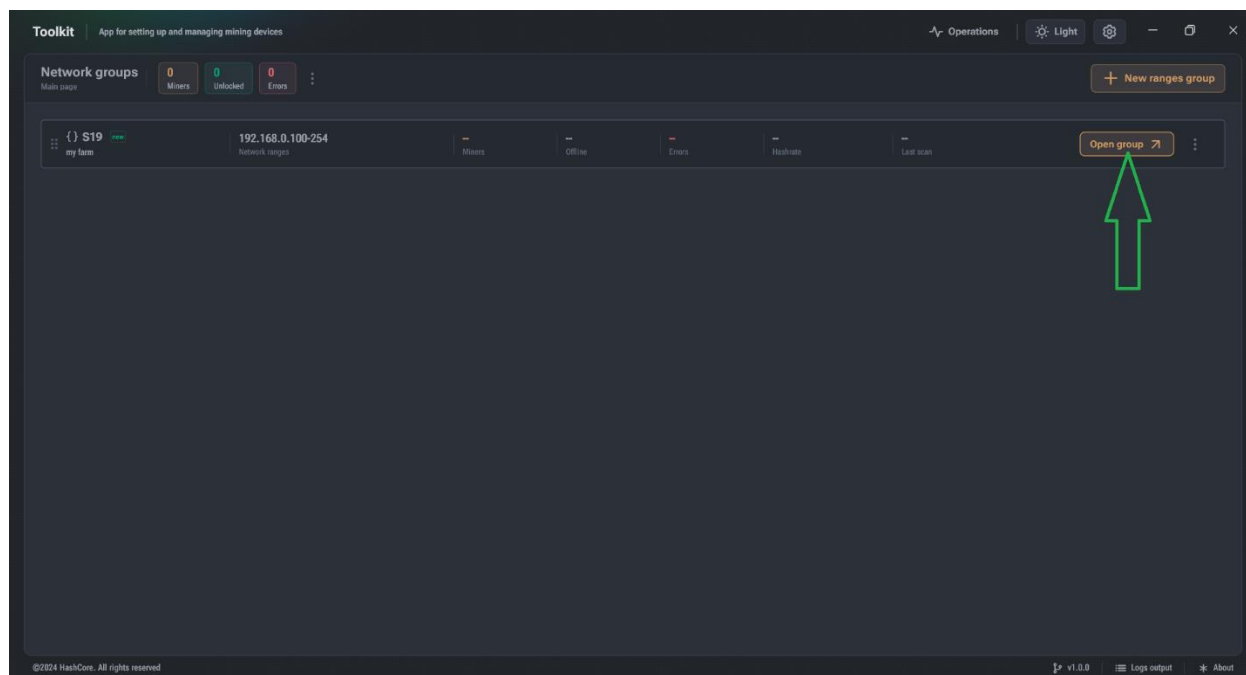 Toolkit
App for setting up and managing mining devices
Operations
Light
Network groups
Main page
0
Miners
0
Unlocked
0
Errors
New ranges group
{} S19 new
my farm
192.168.0.100-254
Network ranges
--
Miners
--
Offline
--
Errors
--
Hashrate
--
Last scan
Open group
©2024 HashCore. All rights reserved
v1.0.0
Logs output
About